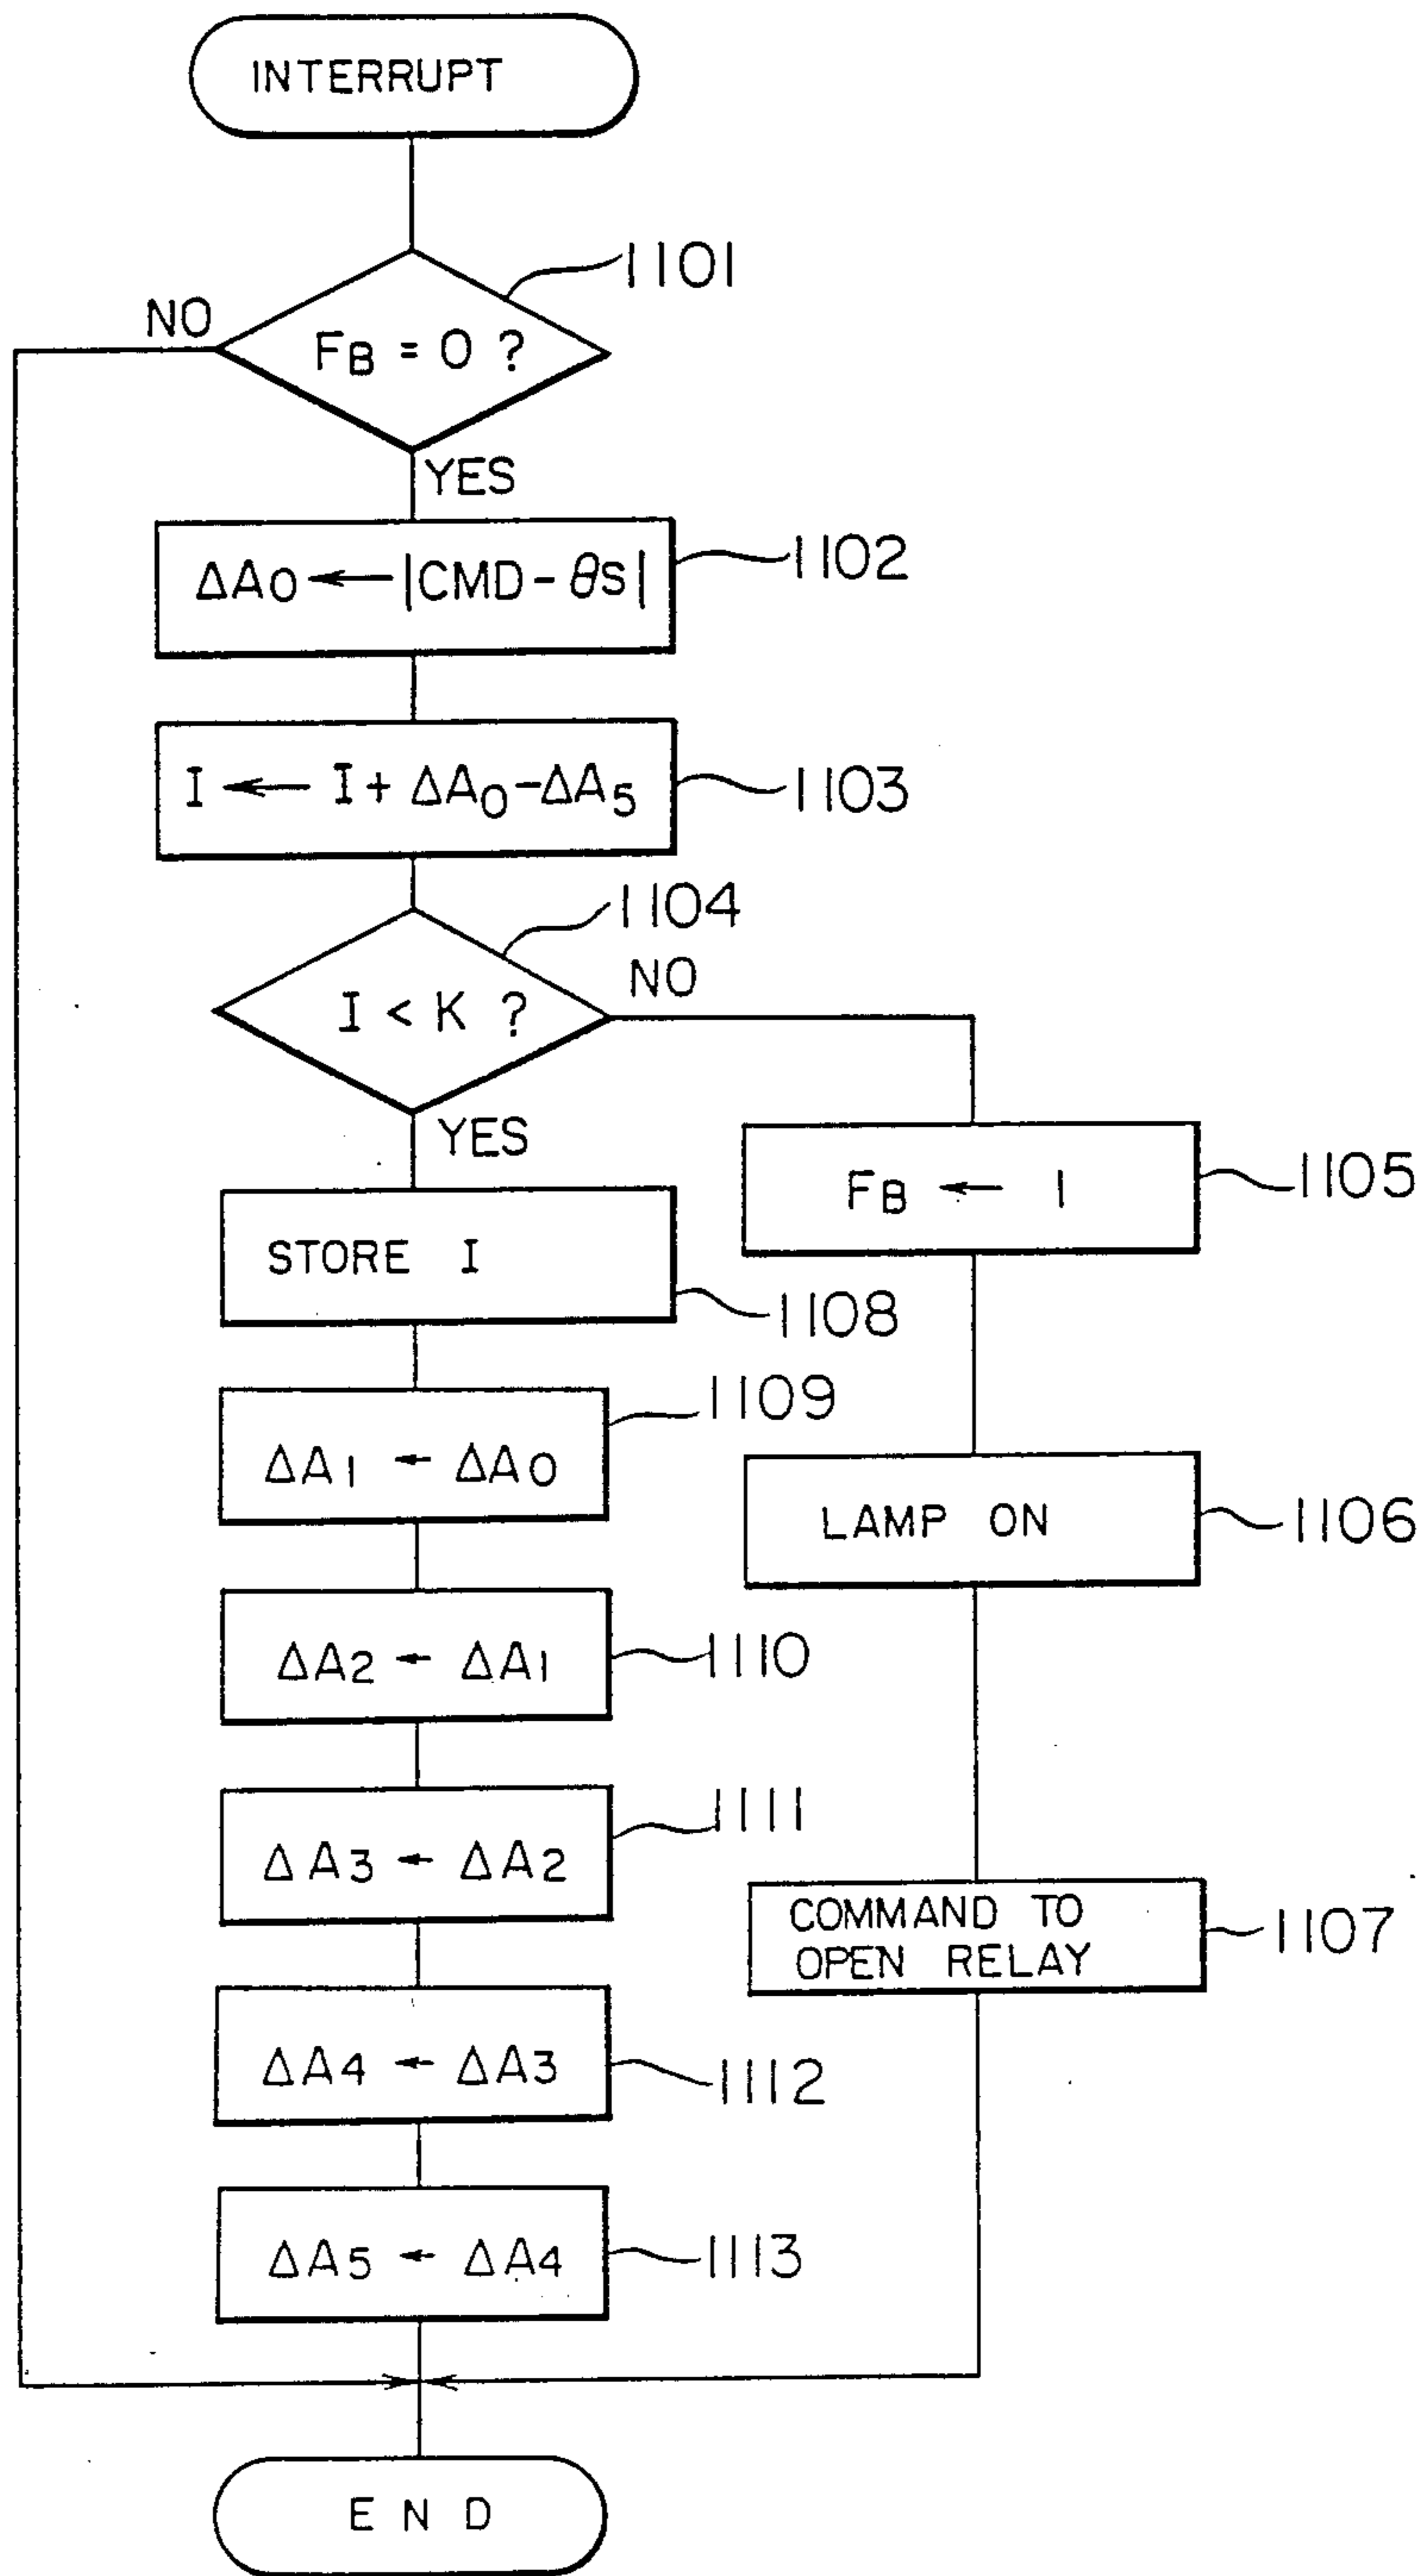 INTERRUPT
1101
NO
FB = 0 ?
YES
ΔA0 ← |CMD - θS|
1102
I ← I + ΔA0 - ΔA5
1103
1104
I < K ?
NO
YES
FB ← 1
1105
STORE I
1108
1109
ΔA1 ← ΔA0
LAMP ON
1106
ΔA2 ← ΔA1
1110
1111
ΔA3 ← ΔA2
COMMAND TO
OPEN RELAY
1107
ΔA4 ← ΔA3
1112
ΔA5 ← ΔA4
1113
END